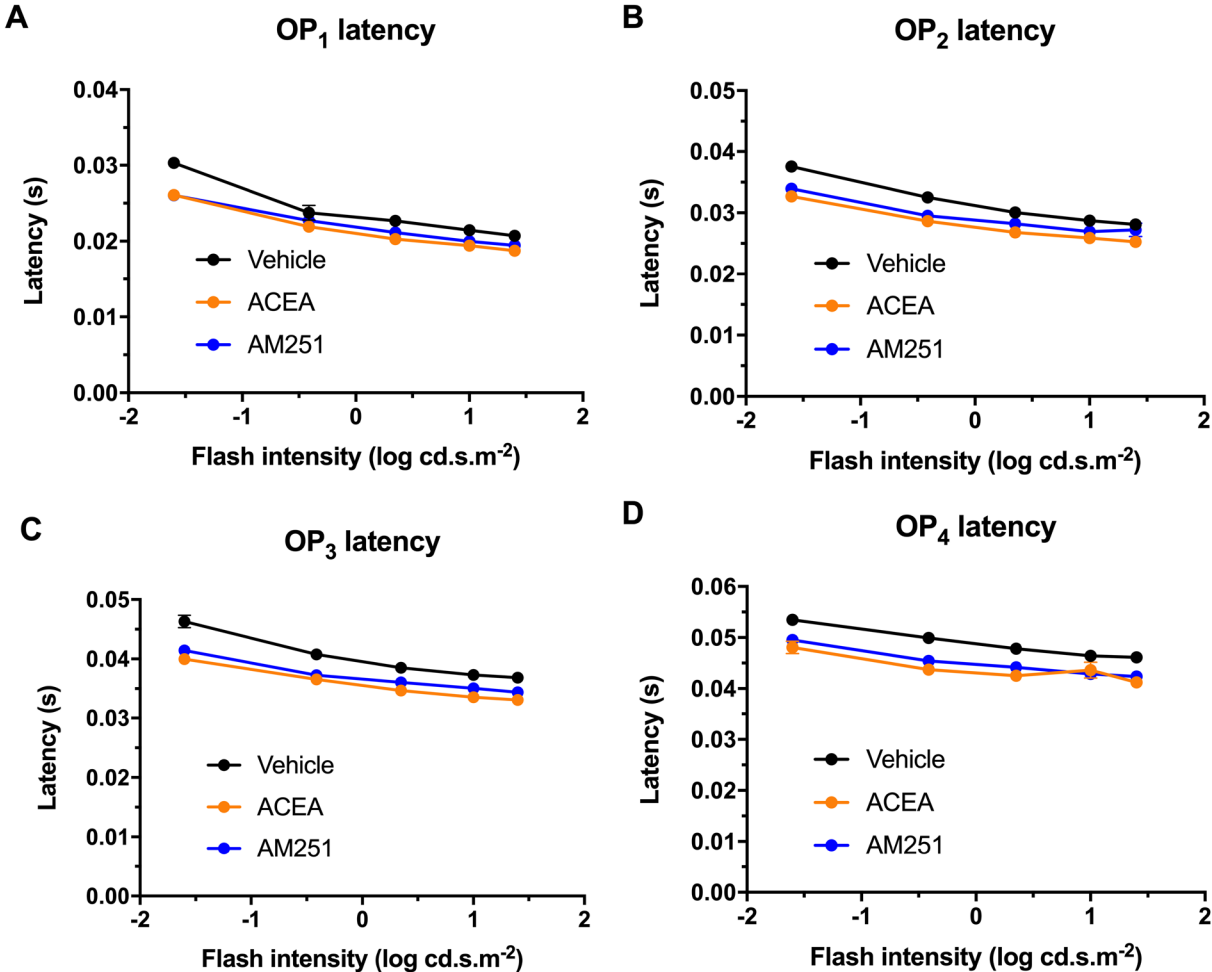 A
OP1 latency
0.04
0.03
0.02
0.01
0.00
Latency (s)
Vehicle
ACEA
AM251
-2 -1 0 1 2
Flash intensity (log cd.s.m-2)
B
OP2 latency
0.05
0.04
0.03
0.02
0.01
0.00
Latency (s)
Vehicle
ACEA
AM251
-2 -1 0 1 2
Flash intensity (log cd.s.m-2)
C
OP3 latency
0.05
0.04
0.03
0.02
0.01
0.00
Latency (s)
Vehicle
ACEA
AM251
-2 -1 0 1 2
Flash intensity (log cd.s.m-2)
D
OP4 latency
0.06
0.05
0.04
0.03
0.02
0.01
0.00
Latency (s)
Vehicle
ACEA
AM251
-2 -1 0 1 2
Flash intensity (log cd.s.m-2)